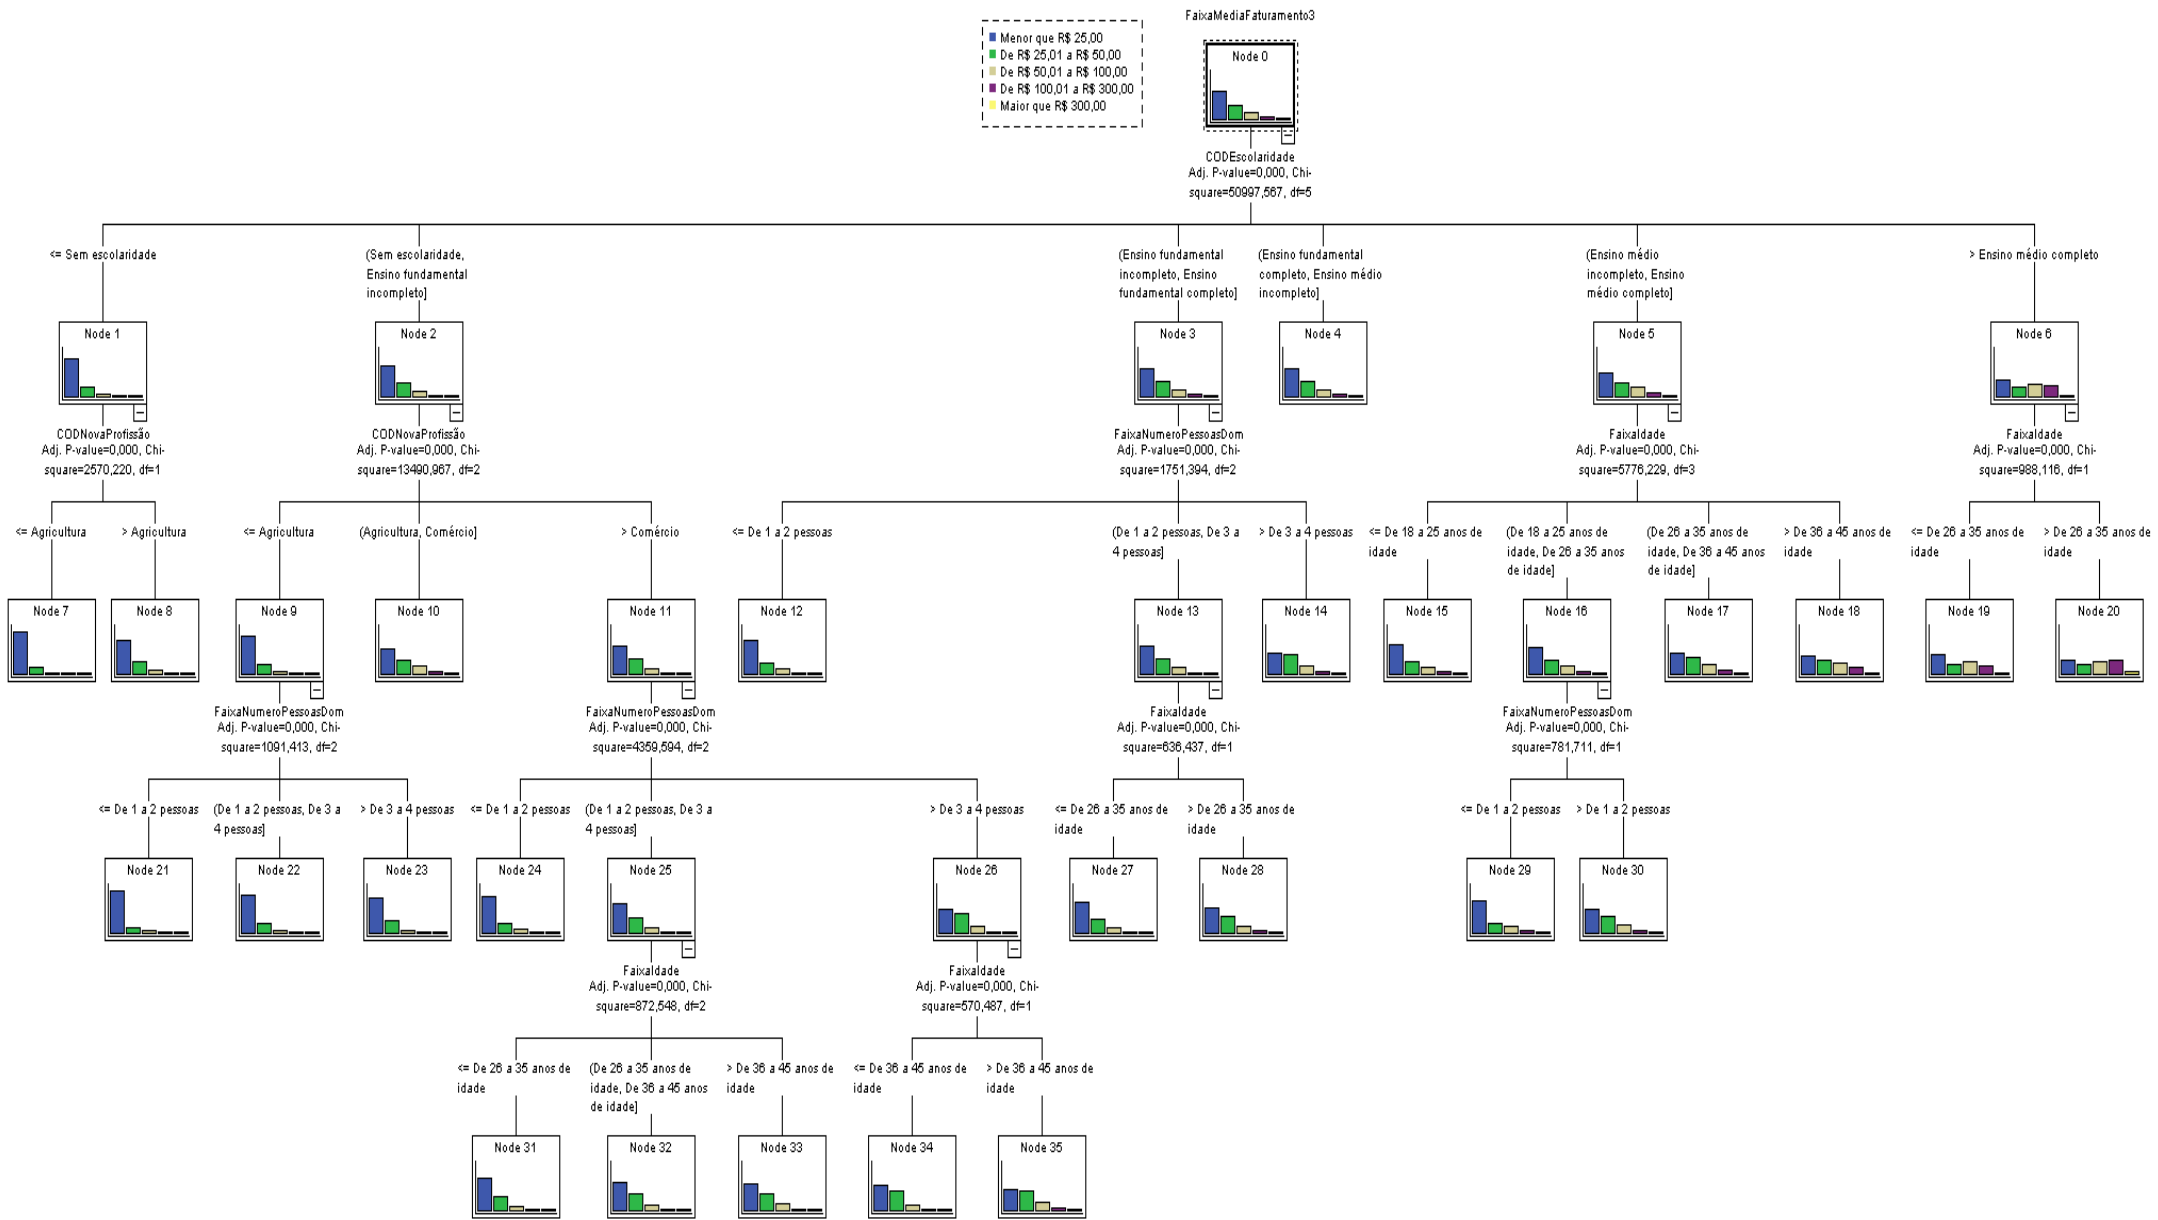 FaixaMediaFaturamento3
Menor que R$ 25,00
De R$ 25,01 a R$ 50,00
De R$ 50,01 a R$ 100,00
De R$ 100,01 a R$ 300,00
Maior que R$ 300,00
Node 0
CODEscolaridade
Adj. P-value=0,000, Chi-
square=50997,567, df=5
<= Sem escolaridade
(Sem escolaridade,
Ensino fundamental
incompleto]
(Ensino fundamental
incompleto, Ensino
fundamental completo]
(Ensino fundamental
completo, Ensino médio
incompleto]
(Ensino médio
incompleto, Ensino
médio completo]
> Ensino médio completo
Node 1
Node 2
Node 3
Node 4
Node 5
Node 6
CODNovaProfissão
Adj. P-value=0,000, Chi-
square=2570,220, df=1
CODNovaProfissão
Adj. P-value=0,000, Chi-
square=13490,967, df=2
FaixaNumeroPessoasDom
Adj. P-value=0,000, Chi-
square=1751,394, df=2
FaixaIdade
Adj. P-value=0,000, Chi-
square=5776,229, df=3
FaixaIdade
Adj. P-value=0,000, Chi-
square=988,116, df=1
<= Agricultura
> Agricultura
<= Agricultura
(Agricultura, Comércio]
> Comércio
<= De 1 a 2 pessoas
(De 1 a 2 pessoas, De 3 a
4 pessoas]
> De 3 a 4 pessoas
<= De 18 a 25 anos de
idade
(De 18 a 25 anos de
idade, De 26 a 35 anos
de idade]
(De 26 a 35 anos de
idade, De 36 a 45 anos
de idade]
> De 36 a 45 anos de
idade
<= De 26 a 35 anos de
idade
> De 26 a 35 anos de
idade
Node 7
Node 8
Node 9
Node 10
Node 11
Node 12
Node 13
Node 14
Node 15
Node 16
Node 17
Node 18
Node 19
Node 20
FaixaNumeroPessoasDom
Adj. P-value=0,000, Chi-
square=1091,413, df=2
FaixaNumeroPessoasDom
Adj. P-value=0,000, Chi-
square=4359,594, df=2
FaixaIdade
Adj. P-value=0,000, Chi-
square=636,437, df=1
FaixaNumeroPessoasDom
Adj. P-value=0,000, Chi-
square=781,711, df=1
<= De 1 a 2 pessoas
(De 1 a 2 pessoas, De 3 a
4 pessoas]
> De 3 a 4 pessoas
<= De 1 a 2 pessoas
(De 1 a 2 pessoas, De 3 a
4 pessoas]
> De 3 a 4 pessoas
<= De 26 a 35 anos de
idade
> De 26 a 35 anos de
idade
<= De 1 a 2 pessoas
> De 1 a 2 pessoas
Node 21
Node 22
Node 23
Node 24
Node 25
Node 26
Node 27
Node 28
Node 29
Node 30
FaixaIdade
Adj. P-value=0,000, Chi-
square=872,548, df=2
FaixaIdade
Adj. P-value=0,000, Chi-
square=570,487, df=1
<= De 26 a 35 anos de
idade
(De 26 a 35 anos de
idade, De 36 a 45 anos
de idade]
> De 36 a 45 anos de
idade
<= De 36 a 45 anos de
idade
> De 36 a 45 anos de
idade
Node 31
Node 32
Node 33
Node 34
Node 35